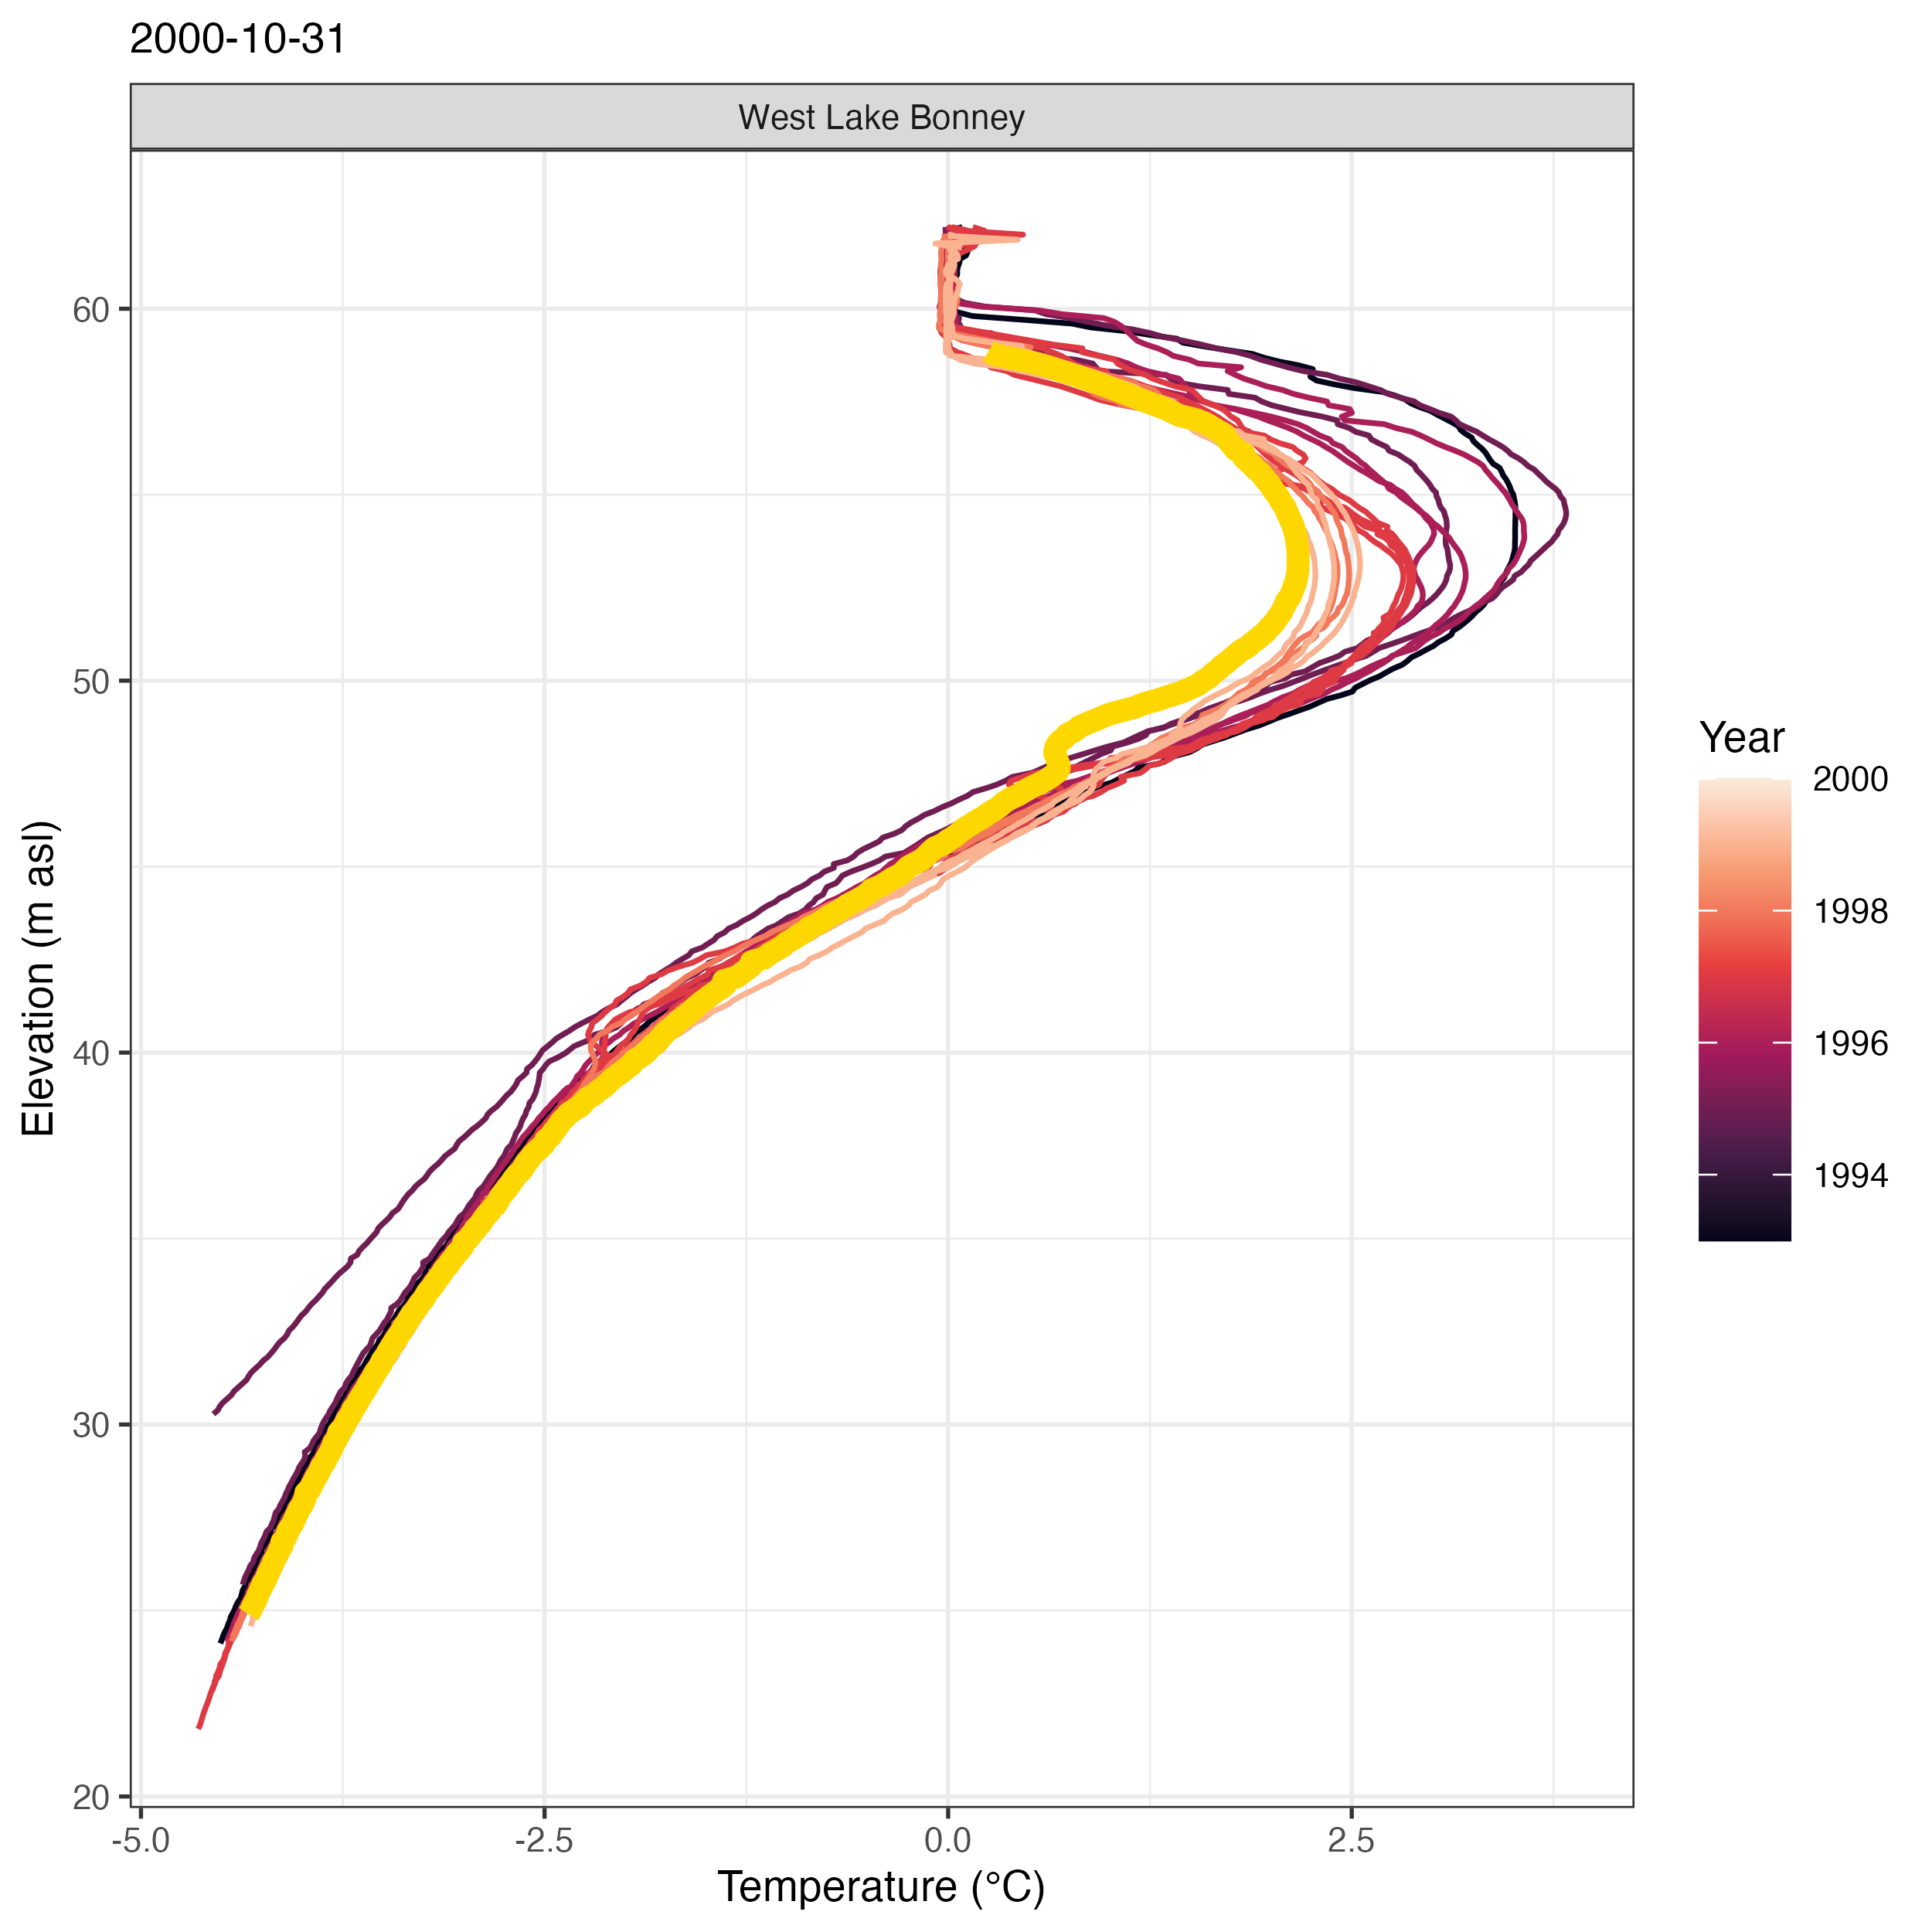 2000-10-31
West Lake Bonney
60
50
40
30
20
Elevation (m asl)
-5.0 -2.5 0.0 2.5
Temperature (°C)
Year
2000
1998
1996
1994